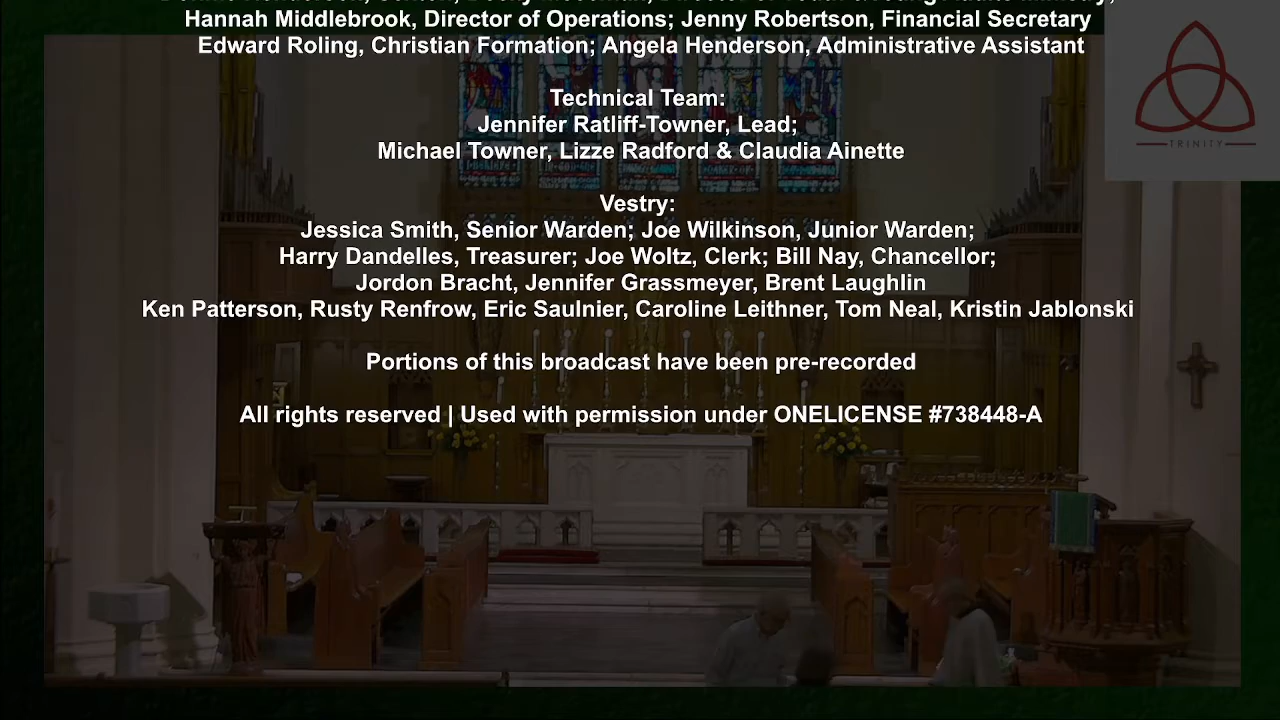 Hannah Middlebrook, Director of Operations; Jenny Robertson, Financial Secretary
Edward Roling, Christian Formation; Angela Henderson, Administrative Assistant
Technical Team:
Jennifer Ratliff-Towner, Lead;
Michael Towner, Lizze Radford & Claudia Ainette
Vestry:
Jessica Smith, Senior Warden; Joe Wilkinson, Junior Warden;
Harry Dandelles, Treasurer; Joe Woltz, Clerk; Bill Nay, Chancellor;
Jordon Bracht, Jennifer Grassmeyer, Brent Laughlin
Ken Patterson, Rusty Renfrow, Eric Saulnier, Caroline Leithner, Tom Neal, Kristin Jablonski
Portions of this broadcast have been pre-recorded
All rights reserved | Used with permission under ONELICENSE #738448-A
TRINITY